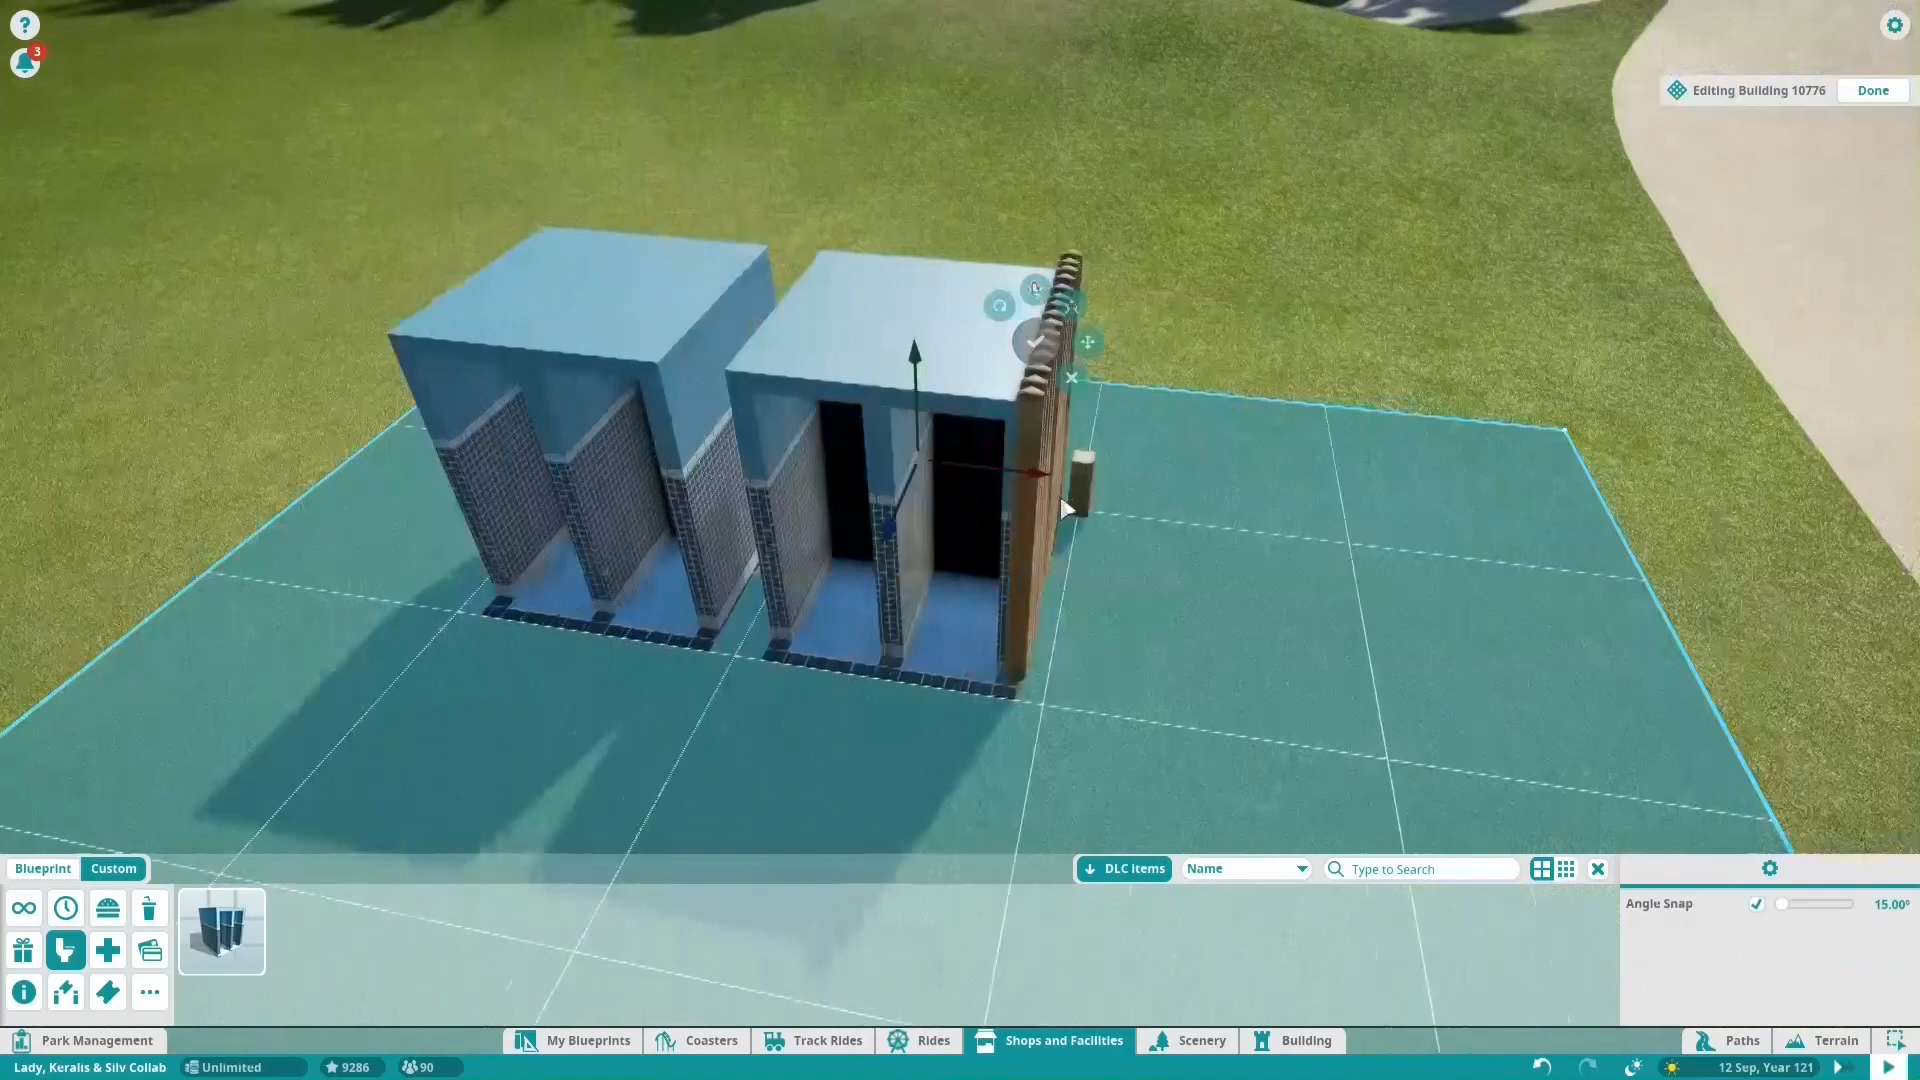 ?
3
Editing Building 10776
Done
Blueprint
Custom
DLC Items
Name
Type to Search
Angle Snap
15.00°
Park Management
My Blueprints
Coasters
Track Rides
Rides
Shops and Facilities
Scenery
Building
Paths
Terrain
Lady, Keralis & Silv Collab
Unlimited
9286
90
12 Sep, Year 121